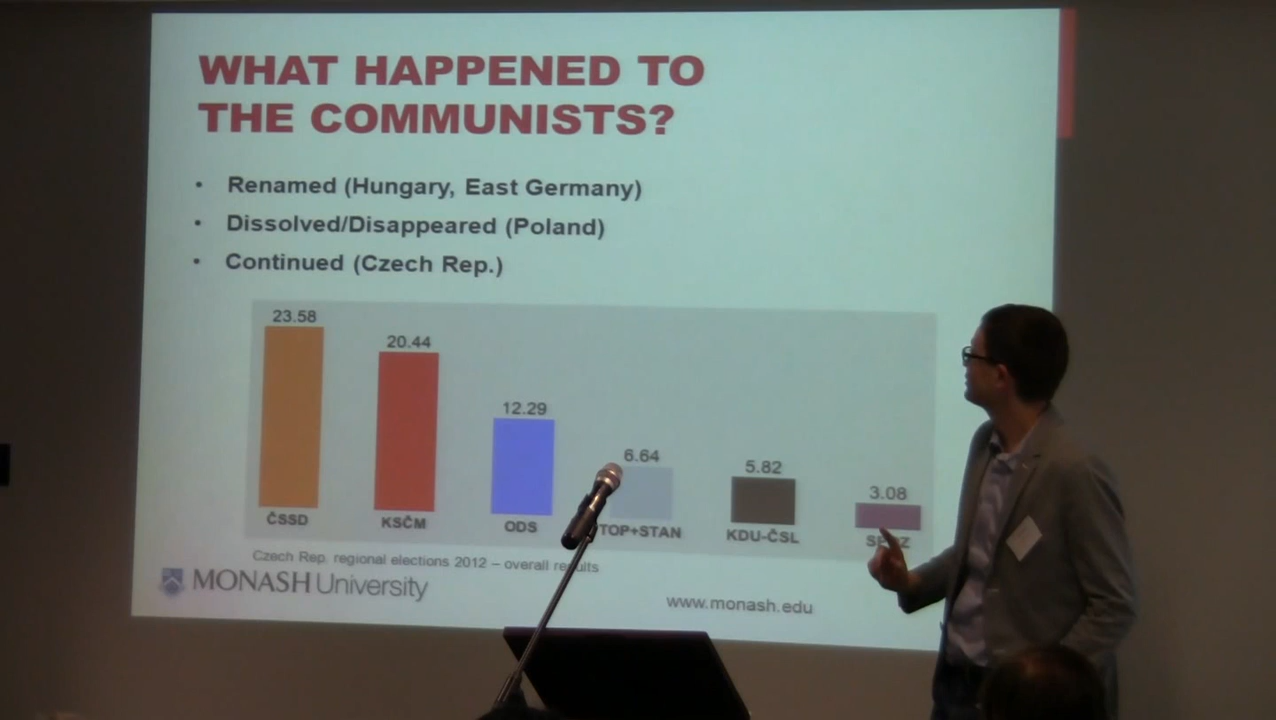 WHAT HAPPENED TO
THE COMMUNISTS?
• Renamed (Hungary, East Germany)
• Dissolved/Disappeared (Poland)
• Continued (Czech Rep.)
23.58
20.44
12.29
6.64
5.82
3.08
ČSSD
KSČM
ODS
TOP+STAN
KDU-ČSL
Czech Rep. regional elections 2012 – overall results
MONASH University
www.monash.edu